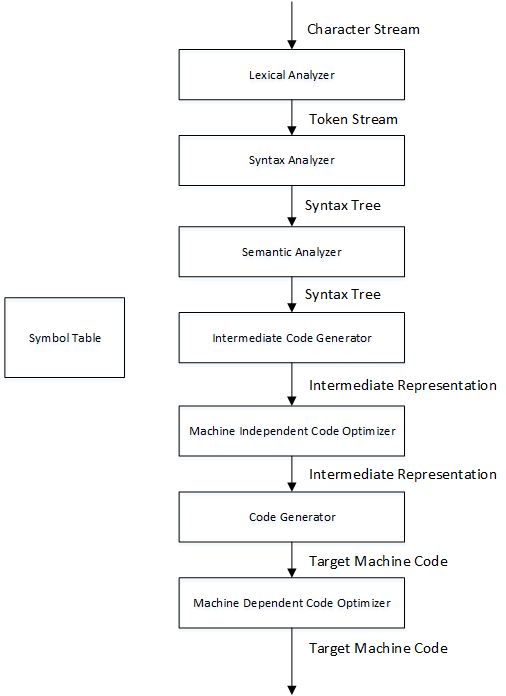 Character Stream
Lexical Analyzer
Token Stream
Syntax Analyzer
Syntax Tree
Semantic Analyzer
Syntax Tree
Symbol Table
Intermediate Code Generator
Intermediate Representation
Machine Independent Code Optimizer
Intermediate Representation
Code Generator
Target Machine Code
Machine Dependent Code Optimizer
Target Machine Code